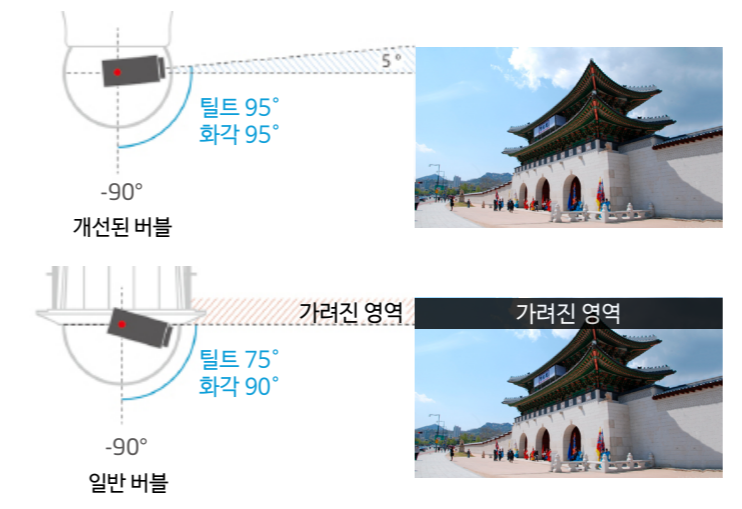 5°
틸트 95°
화각 95°
-90°
개선된 버블
가려진 영역
가려진 영역
틸트 75°
화각 90°
-90°
일반 버블